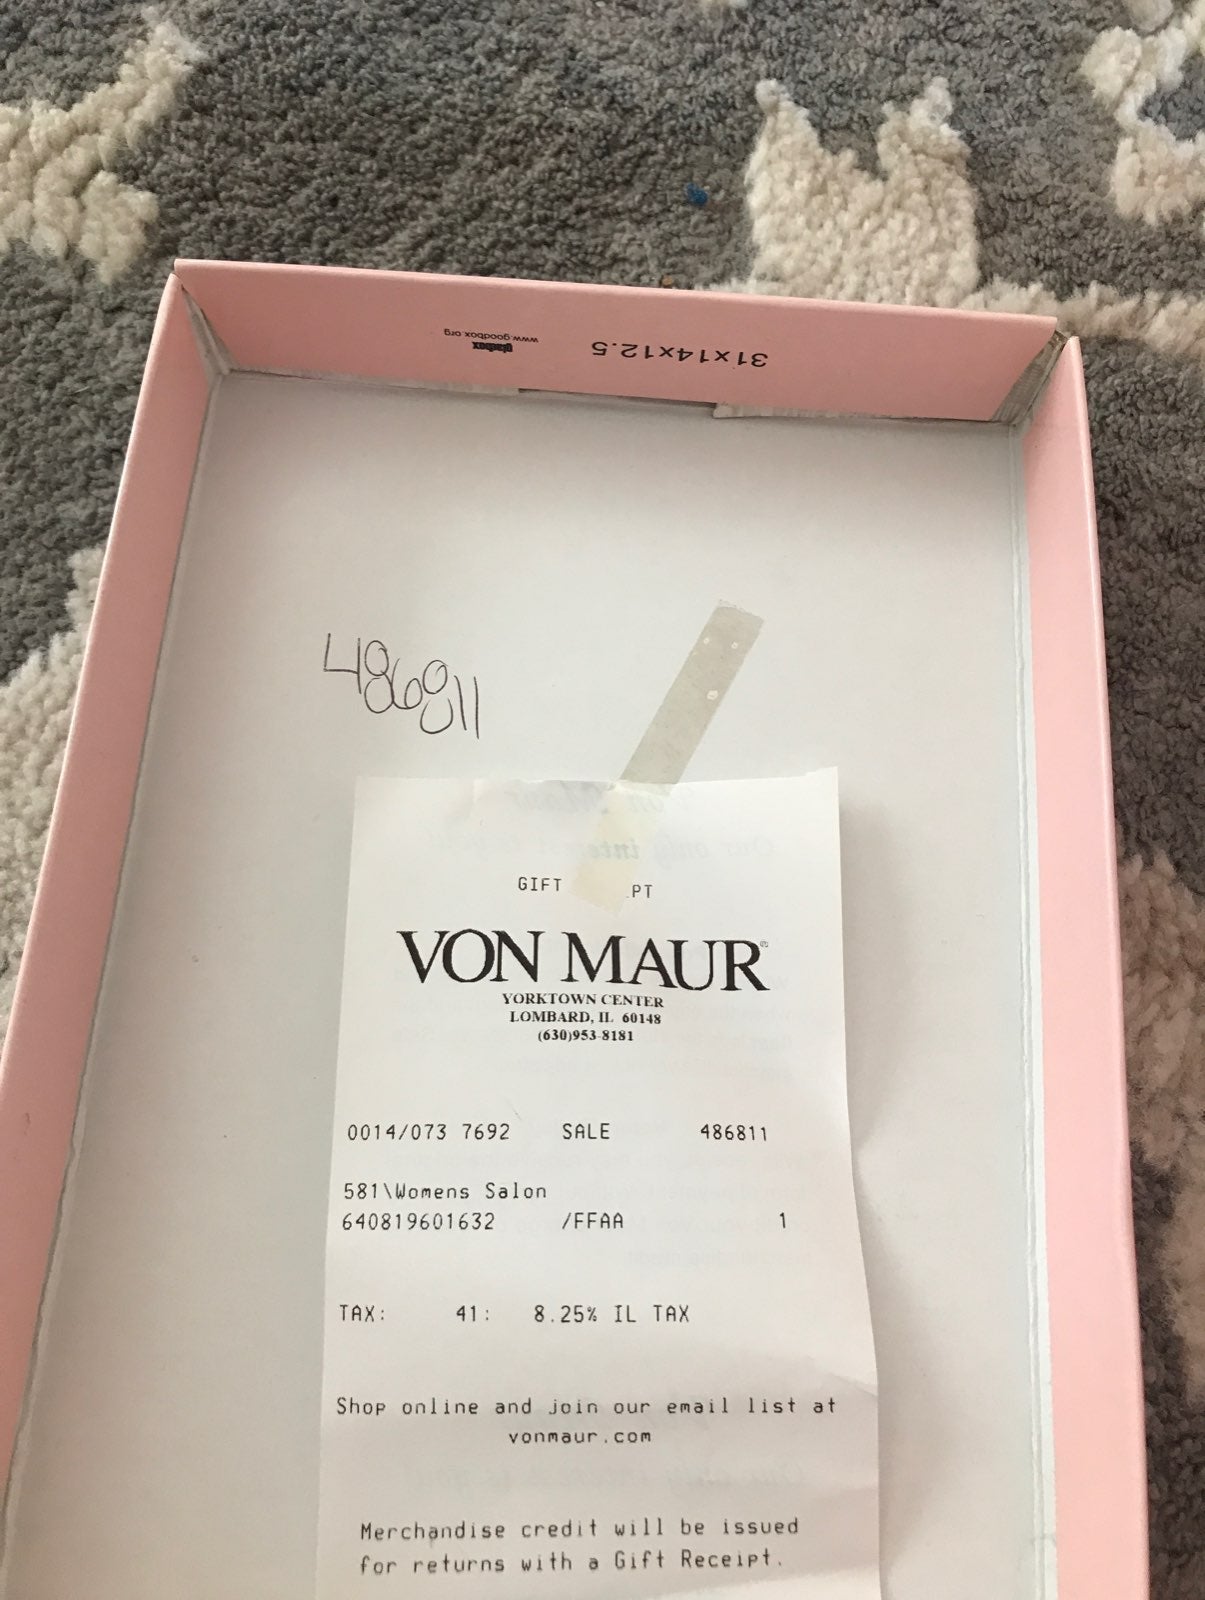 31x14x12.5
www.goodbox.org
486811
GIFT PT
VON MAUR
YORKTOWN CENTER
LOMBARD, IL 60148
(630)953-8181
0014/073 7692 SALE 486811
581\Womens Salon
640819601632 /FFAA 1
TAX: 41: 8.25% IL TAX
Shop online and join our email list at
vonmaur.com
Merchandise credit will be issued
for returns with a Gift Receipt.